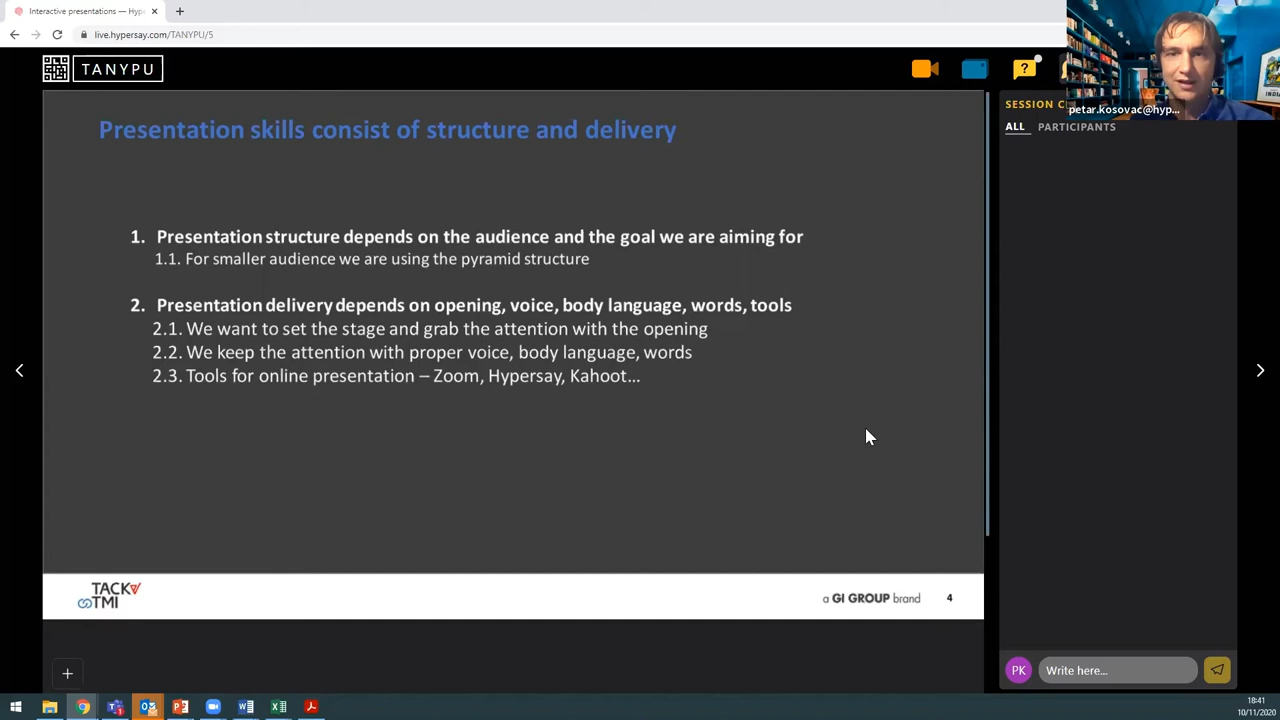 Interactive presentations — Hyp
live.hypersay.com/TANYPU/5
TANYPU
?
petar.kosovac@hyp...
SESSION C
ALL PARTICIPANTS
Presentation skills consist of structure and delivery
1. Presentation structure depends on the audience and the goal we are aiming for
1.1. For smaller audience we are using the pyramid structure
2. Presentation delivery depends on opening, voice, body language, words, tools
2.1. We want to set the stage and grab the attention with the opening
2.2. We keep the attention with proper voice, body language, words
2.3. Tools for online presentation – Zoom, Hypersay, Kahoot...
TACK
TMI
a GI GROUP brand
4
PK
Write here...
18:41
10/11/2020